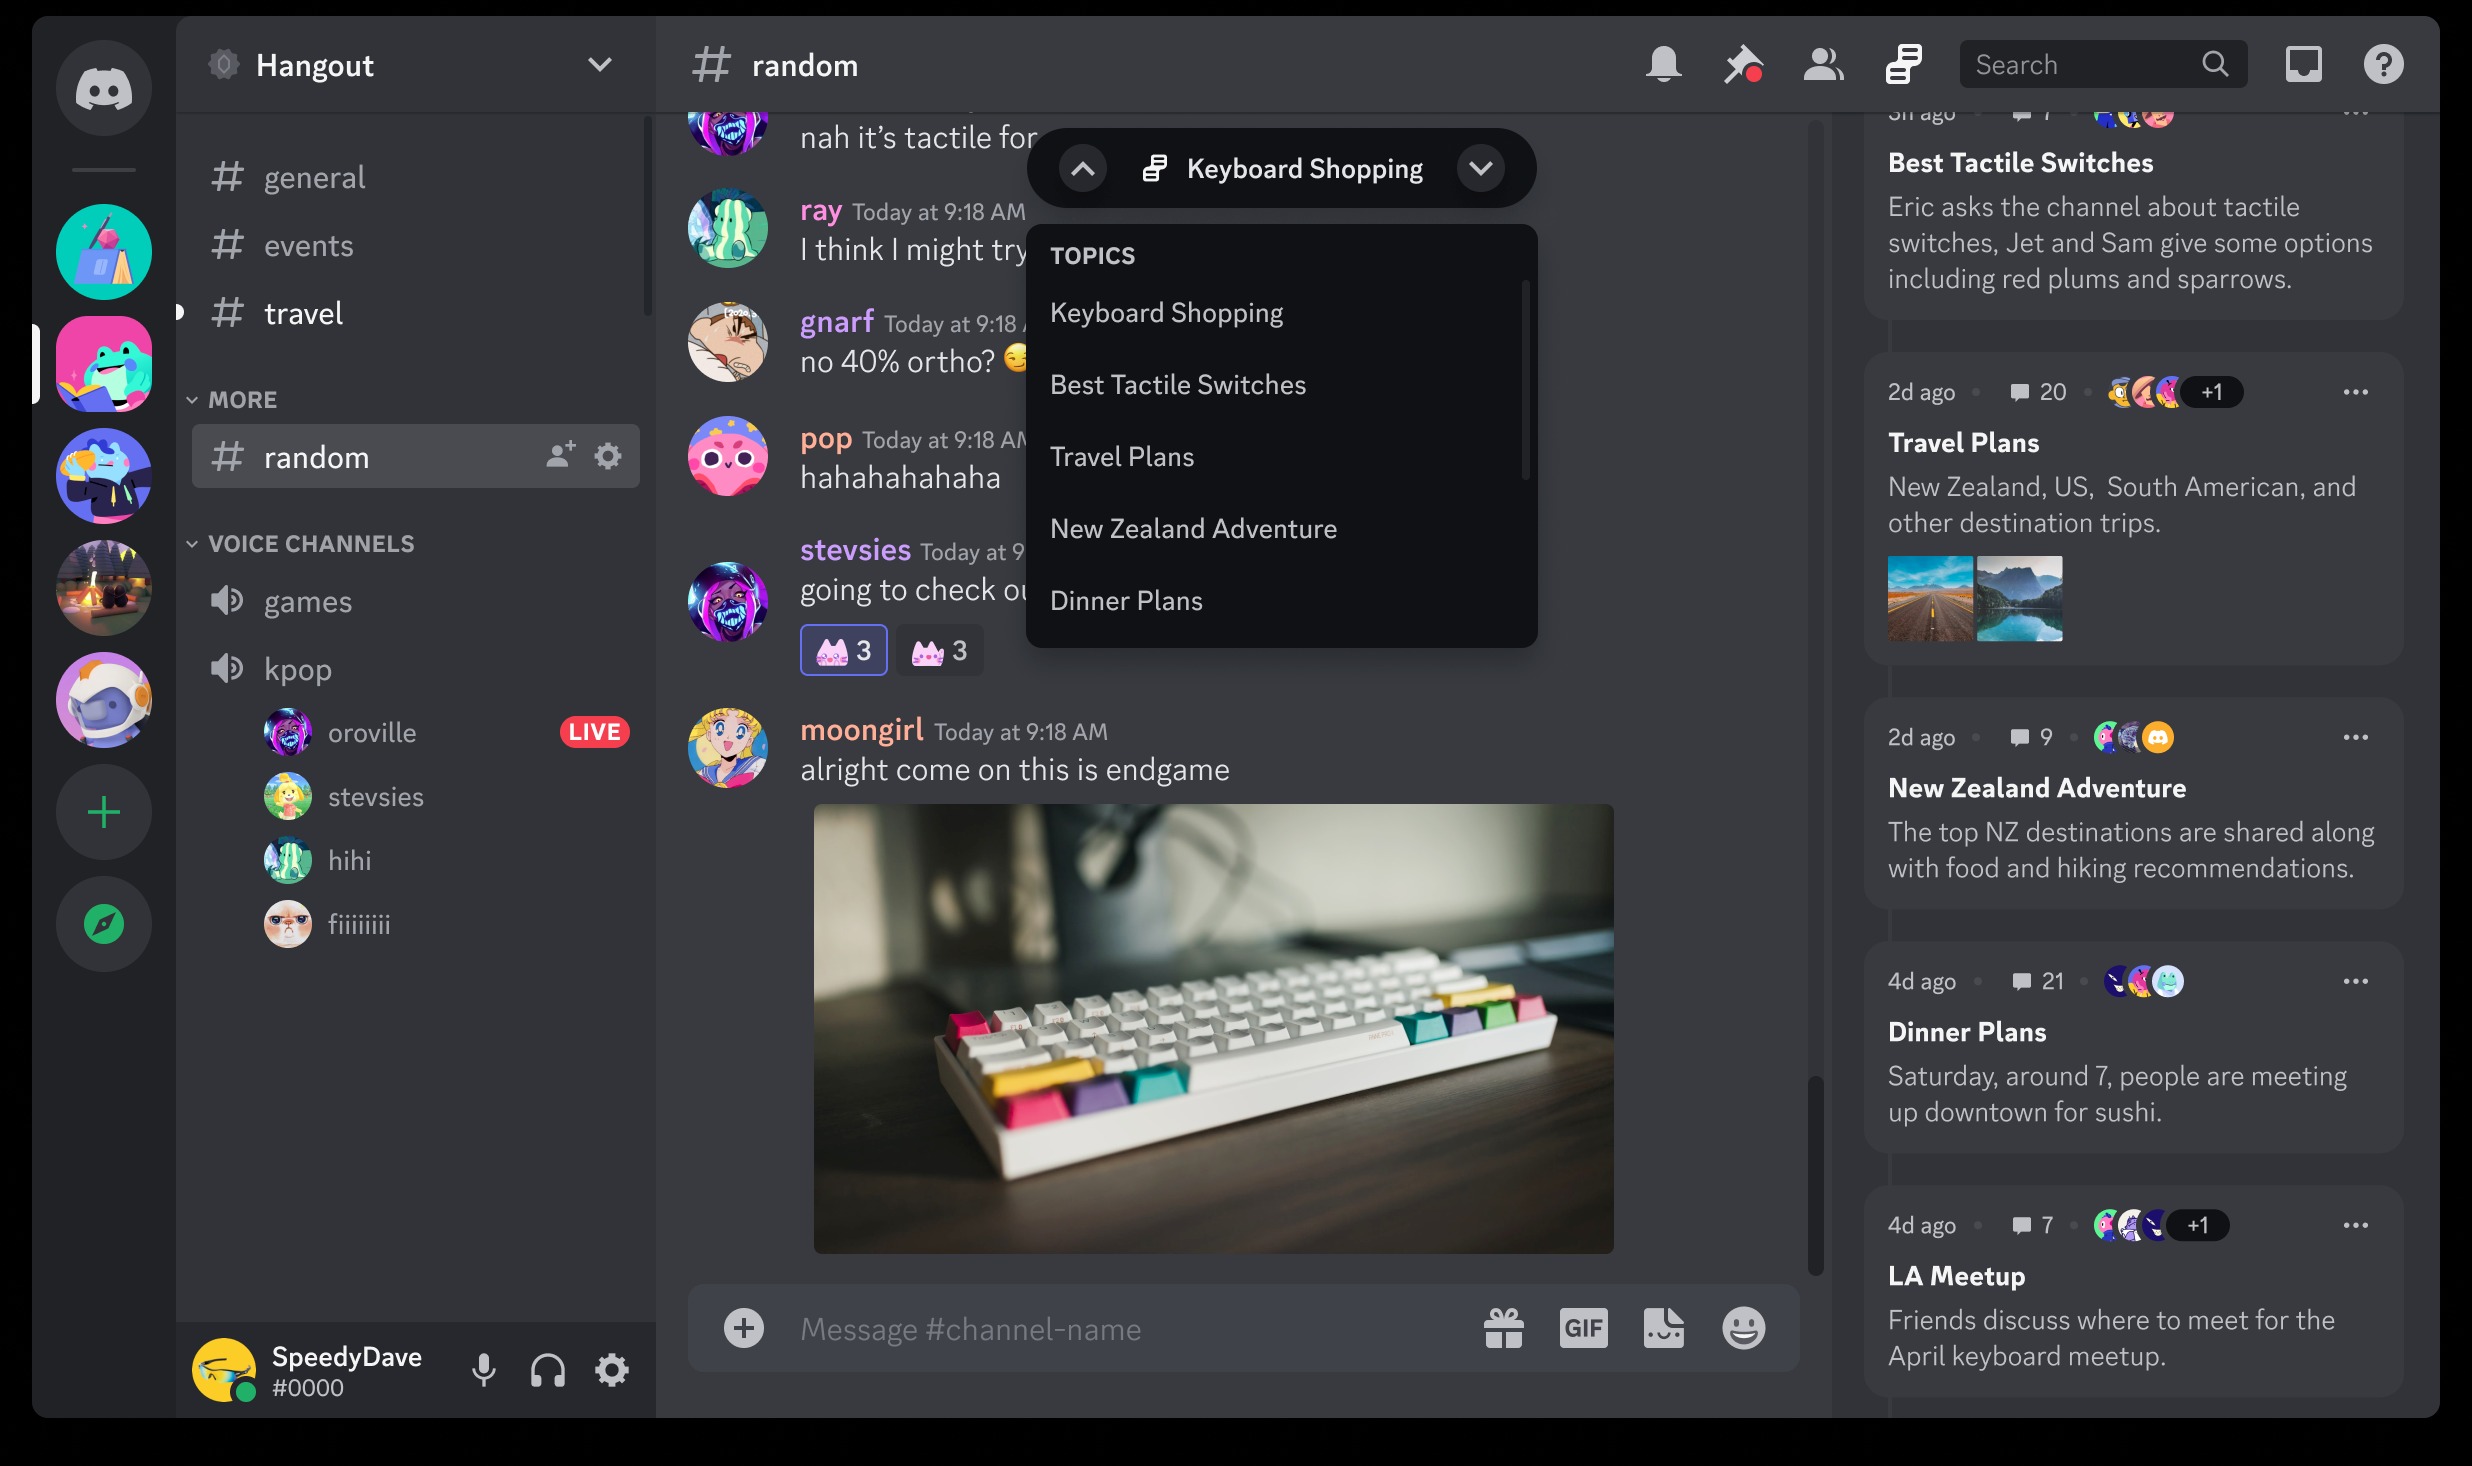 Hangout
general
events
travel
MORE
random
VOICE CHANNELS
games
kpop
oroville LIVE
stevsies
hihi
fiiiiiiii
SpeedyDave
#0000
random
Search
nah it’s tactile for
ray Today at 9:18 AM
I think I might try
gnarf Today at 9:18
no 40% ortho?
pop Today at 9:18 AM
hahahahahaha
stevsies Today at 9
going to check
3 3
moongirl Today at 9:18 AM
alright come on this is endgame
Message #channel-name
GIF
Keyboard Shopping
TOPICS
Keyboard Shopping
Best Tactile Switches
Travel Plans
New Zealand Adventure
Dinner Plans
3h ago 7
Best Tactile Switches
Eric asks the channel about tactile
switches, Jet and Sam give some options
including red plums and sparrows.
2d ago 20 +1
Travel Plans
New Zealand, US, South American, and
other destination trips.
2d ago 9
New Zealand Adventure
The top NZ destinations are shared along
with food and hiking recommendations.
4d ago 21
Dinner Plans
Saturday, around 7, people are meeting
up downtown for sushi.
4d ago 7 +1
LA Meetup
Friends discuss where to meet for the
April keyboard meetup.